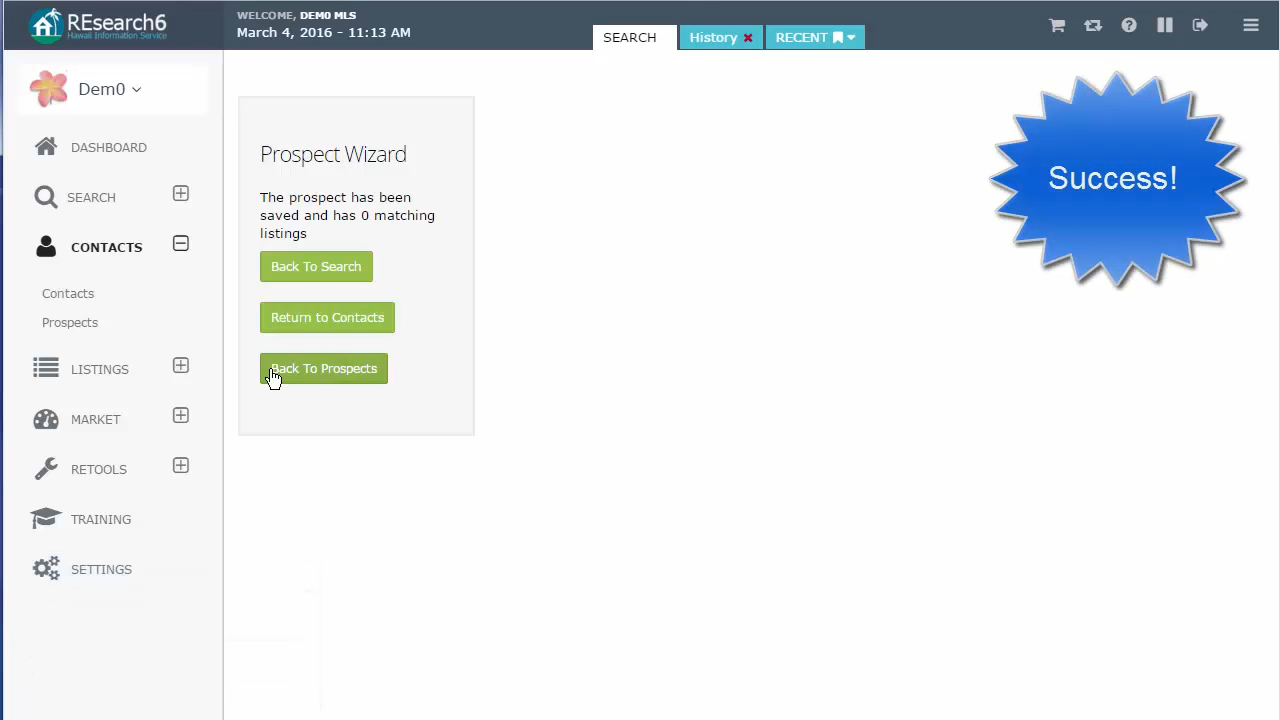 REsearch6
Hawaii Information Service
WELCOME, DEM0 MLS
March 4, 2016 - 11:13 AM
SEARCH
History
RECENT
Dem0
DASHBOARD
SEARCH
CONTACTS
Contacts
Prospects
LISTINGS
MARKET
RETOOLS
TRAINING
SETTINGS
Prospect Wizard
The prospect has been
saved and has 0 matching
listings
Back To Search
Return to Contacts
Back To Prospects
Success!